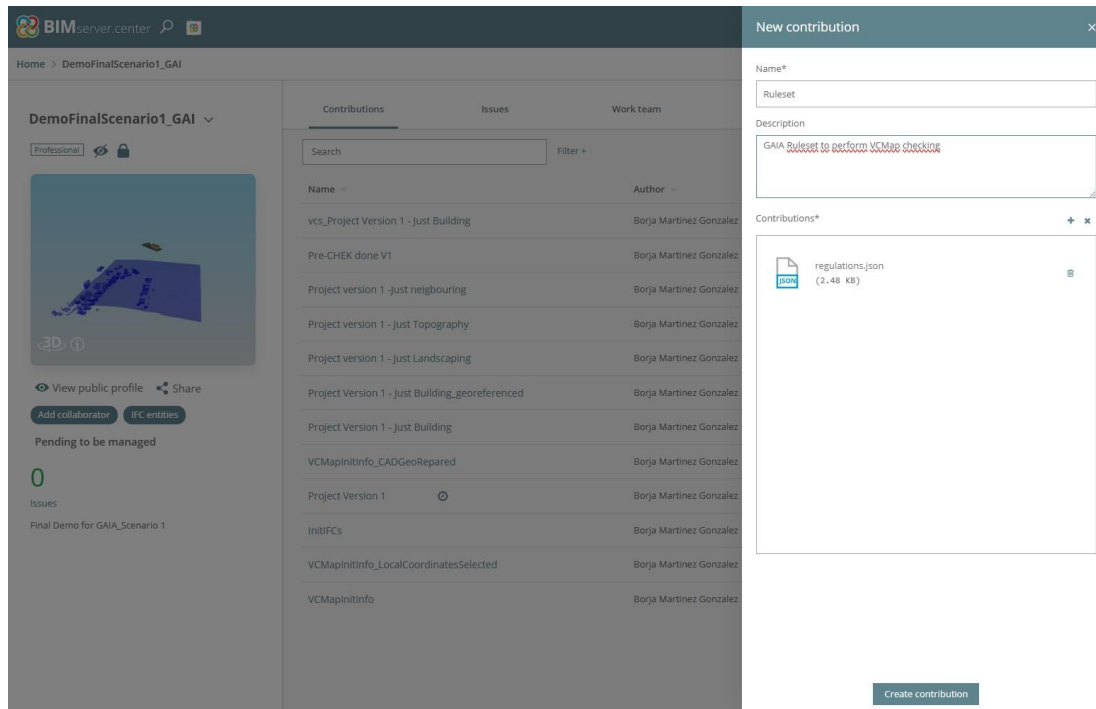 BIMserver.center
New contribution
Home > DemoFinalScenario1_GAI
DemoFinalScenario1_GAI
Professional
3D
View public profile Share
Add collaborator IFC entities
Pending to be managed
0
Issues
Final Demo for GAIA_Scenario 1
Contributions Issues Work team
Search Filter +
Name Author
vcs_Project Version 1 - Just Building Borja Martinez Gonzalez
Pre-CHEK done V1 Borja Martinez Gonzalez
Project version 1 -Just neigbouring Borja Martinez Gonzalez
Project version 1 - Just Topography Borja Martinez Gonzalez
Project version 1 - Just Landscaping Borja Martinez Gonzalez
Project Version 1 - Just Building_georeferenced Borja Martinez Gonzalez
Project Version 1 - Just Building Borja Martinez Gonzalez
VCMapInitInfo_CADGeoRepared Borja Martinez Gonzalez
Project Version 1 Borja Martinez Gonzalez
InitIFCs Borja Martinez Gonzalez
VCMapInitInfo_LocalCoordinatesSelected Borja Martinez Gonzalez
VCMapInitInfo Borja Martinez Gonzalez
Name*
Ruleset
Description
GAIA Ruleset to perform VCMap checking
Contributions*
JSON
regulations.json
(2.48 KB)
Create contribution